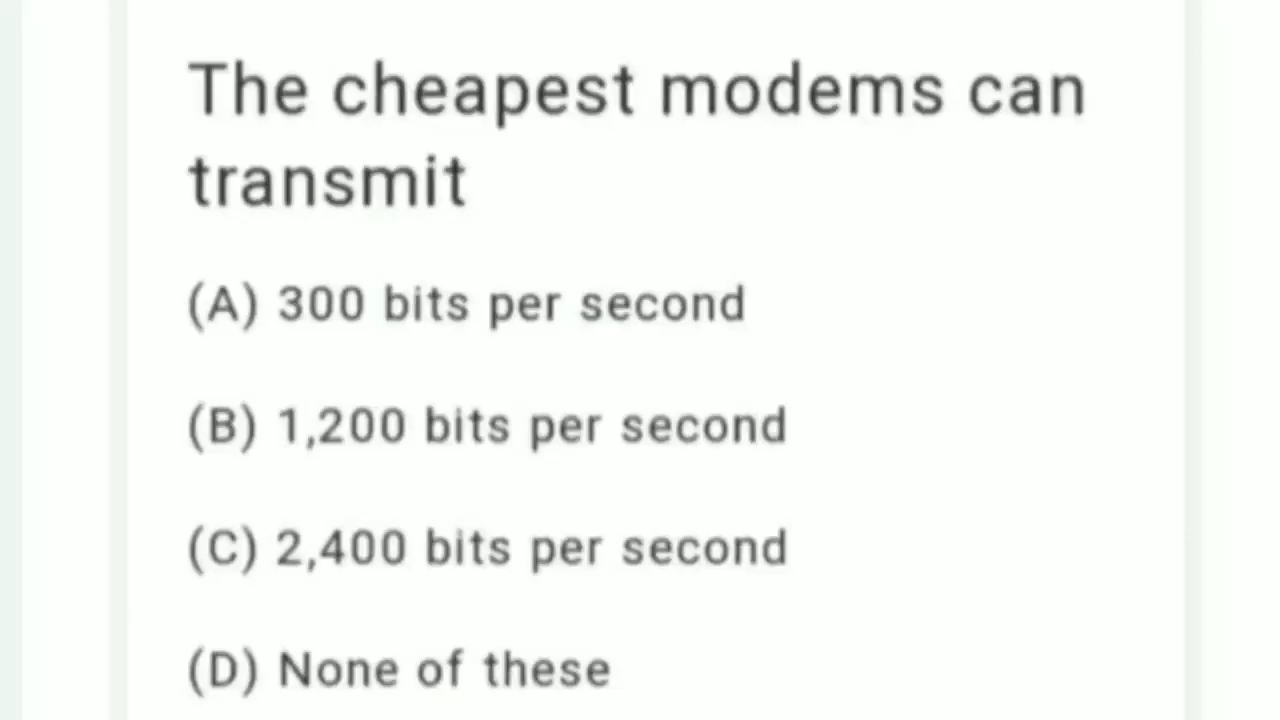 The cheapest modems can
transmit
(A) 300 bits per second
(B) 1,200 bits per second
(C) 2,400 bits per second
(D) None of these